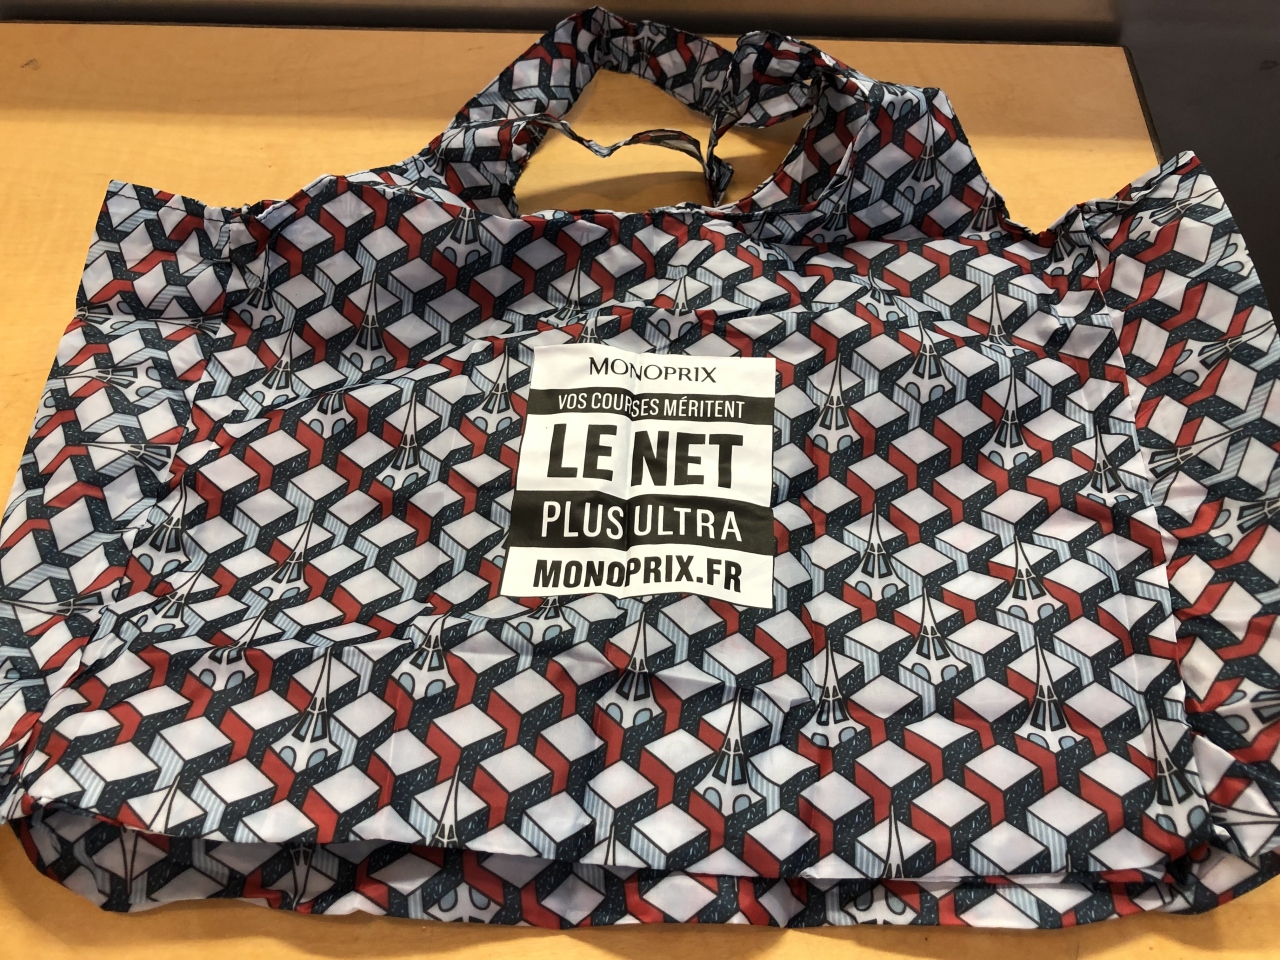 MONOPRIX
VOS COURSES MÉRITENT
LE NET
PLUS ULTRA
MONOPRIX.FR